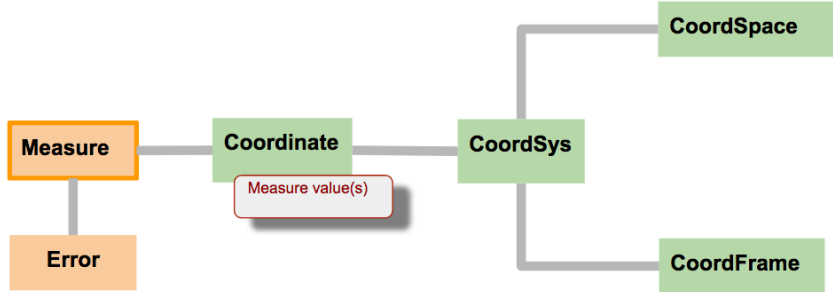 CoordSpace
Measure
Coordinate
CoordSys
Measure value(s)
Error
CoordFrame